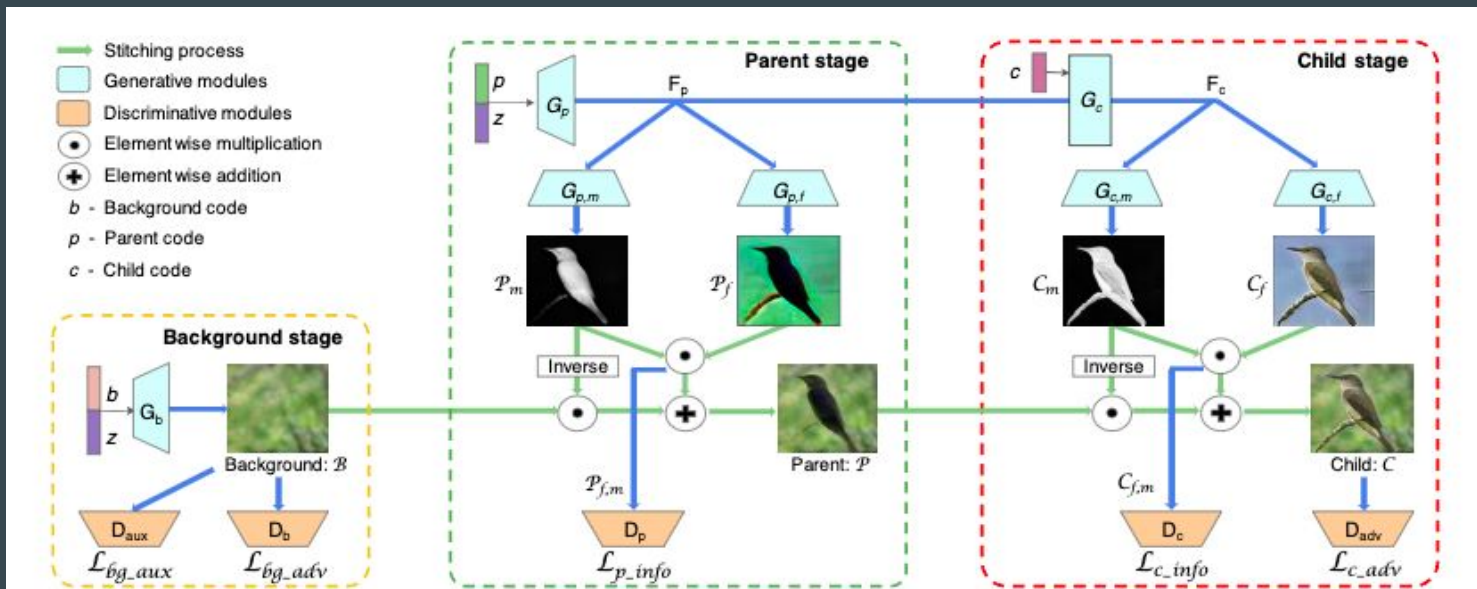 Stitching process
Generative modules
Discriminative modules
Element wise multiplication
Element wise addition
b - Background code
p - Parent code
c - Child code
Background stage
b
z
G_b
Background: ℬ
D_aux
D_b
ℒ_bg_aux
ℒ_bg_adv
Parent stage
p
z
G_p
F_p
G_p,m
G_p,f
𝒫_m
𝒫_f
Inverse
Parent: 𝒫
𝒫_f,m
D_p
ℒ_p_info
Child stage
c
G_c
F_c
G_c,m
G_c,f
C_m
C_f
Inverse
Child: C
C_f,m
D_c
D_adv
ℒ_c_info
ℒ_c_adv